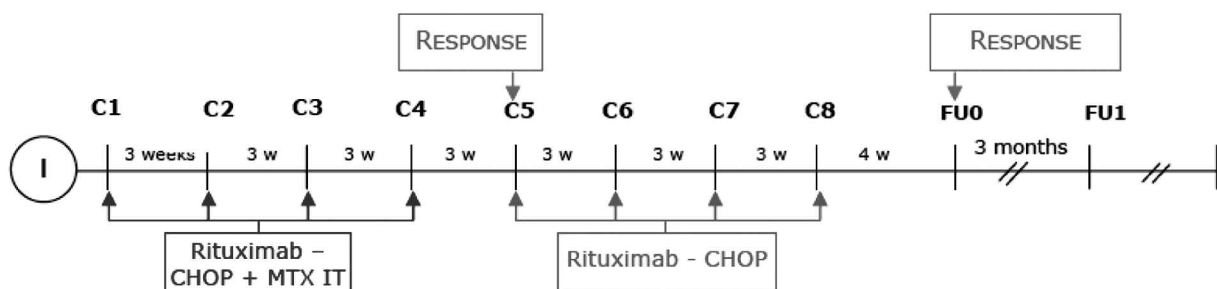 RESPONSE RESPONSE
C1 C2 C3 C4 C5 C6 C7 C8 FU0 FU1
3 weeks 3 w 3 w 3 w 3 w 3 w 3 w 4 w 3 months
I
Rituximab –
CHOP + MTX IT
Rituximab - CHOP